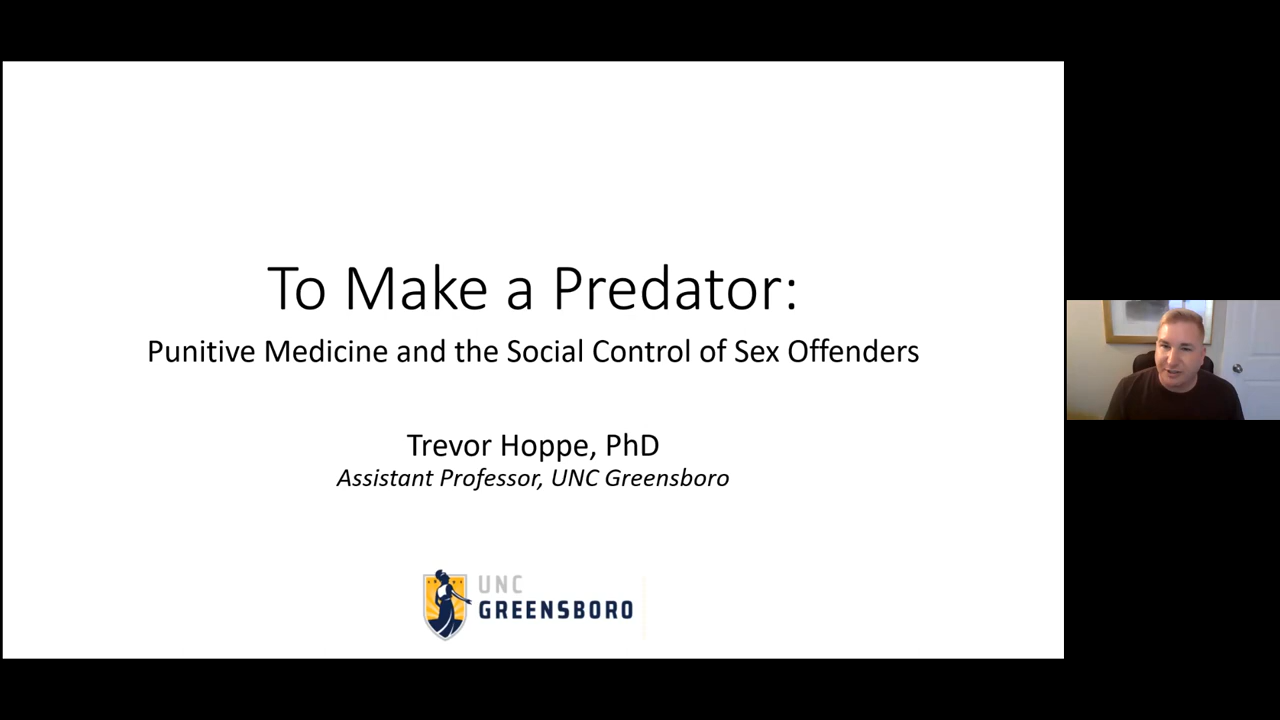 To Make a Predator:
Punitive Medicine and the Social Control of Sex Offenders
Trevor Hoppe, PhD
Assistant Professor, UNC Greensboro
UNC
GREENSBORO